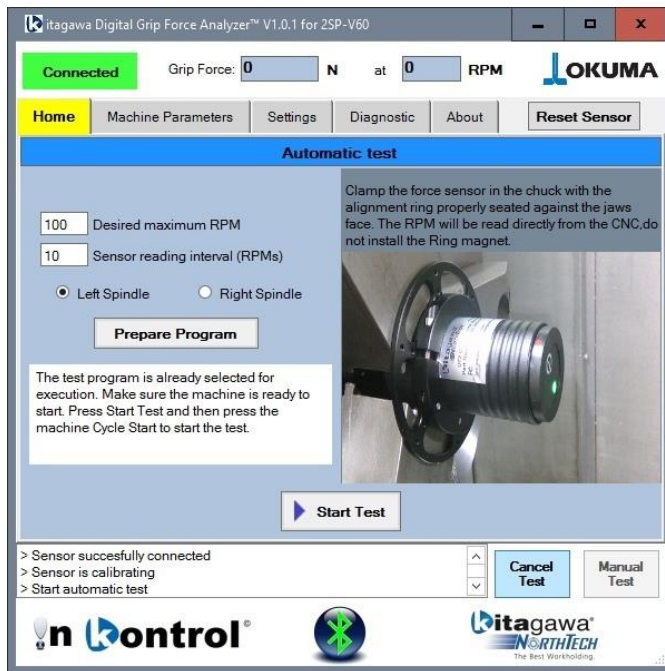 itagawa Digital Grip Force Analyzer™ V1.0.1 for 2SP-V60
Connected
Grip Force: 0 N at 0 RPM
OKUMA
Home Machine Parameters Settings Diagnostic About Reset Sensor
Automatic test
Clamp the force sensor in the chuck with the
alignment ring properly seated against the jaws
face. The RPM will be read directly from the CNC,do
not install the Ring magnet.
100 Desired maximum RPM
10 Sensor reading interval (RPMs)
Left Spindle Right Spindle
Prepare Program
The test program is already selected for
execution. Make sure the machine is ready to
start. Press Start Test and then press the
machine Cycle Start to start the test.
kitagawa
Start Test
> Sensor succesfully connected
> Sensor is calibrating
> Start automatic test
Cancel
Test
Manual
Test
in kontrol®
kitagawa®
NORTHTECH
The Best Workholding.